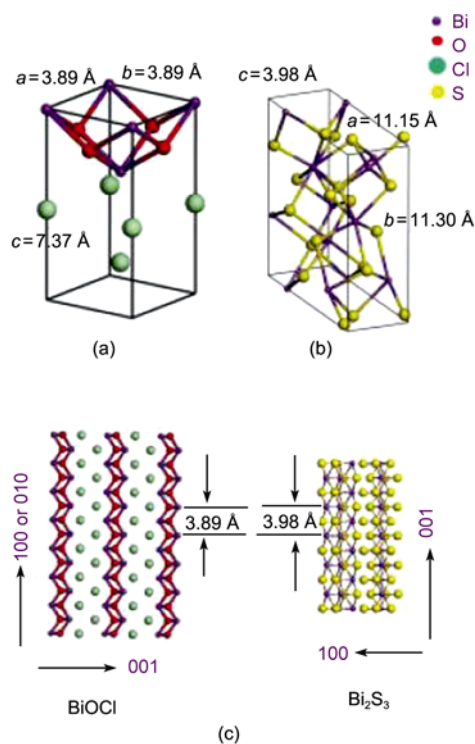 Bi
O
Cl
S
a=3.89 Å
b=3.89 Å
c=7.37 Å
(a)
c=3.98 Å
a=11.15 Å
b=11.30 Å
(b)
100 or 010
001
BiOCl
3.89 Å
3.98 Å
001
100
Bi₂S₃
(c)